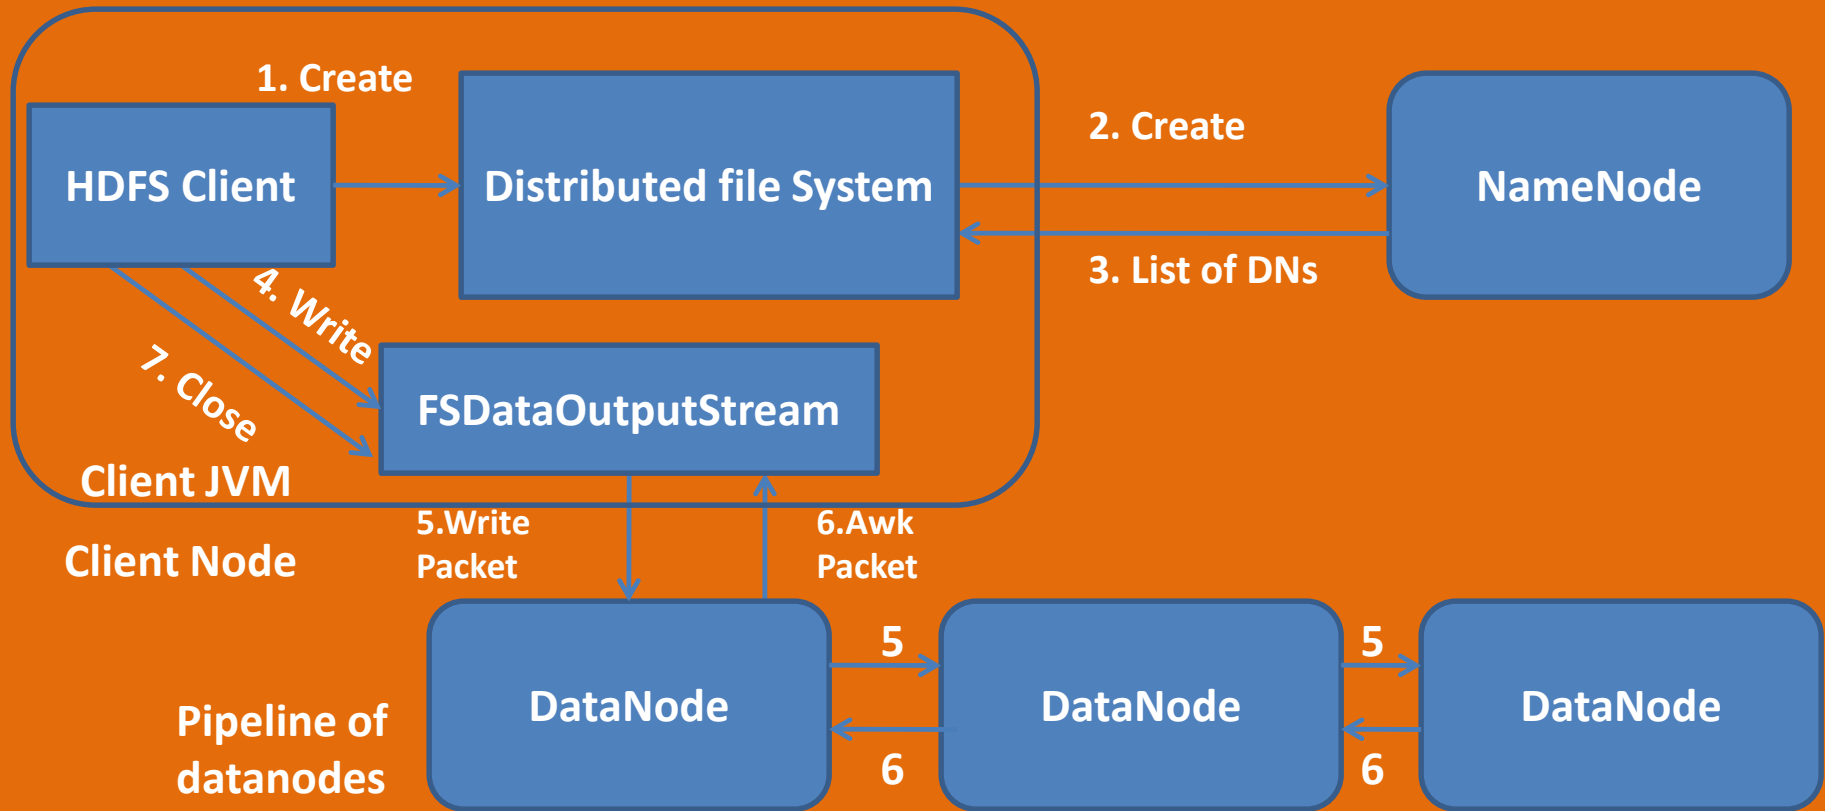 1. Create
HDFS Client
Distributed file System
2. Create
NameNode
3. List of DNs
4. Write
7. Close
FSDataOutputStream
Client JVM
5.Write
Packet
6.Awk
Packet
Client Node
DataNode
5
DataNode
5
DataNode
6
6
Pipeline of
datanodes